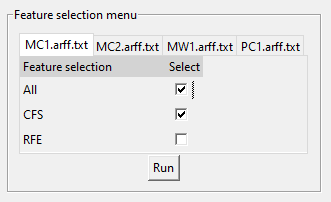 Feature selection menu
MC1.arff.txt MC2.arff.txt MW1.arff.txt PC1.arff.txt
Feature selection Select
All
CFS
RFE
Run